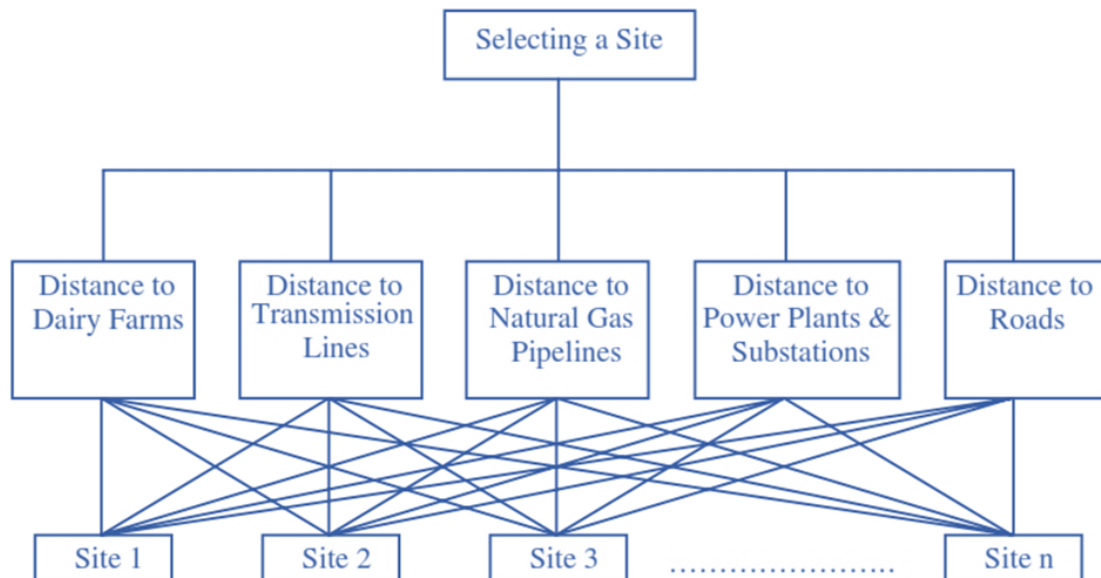 Selecting a Site
Distance to
Dairy Farms
Distance to
Transmission
Lines
Distance to
Natural Gas
Pipelines
Distance to
Power Plants &
Substations
Distance to
Roads
Site 1
Site 2
Site 3
........................
Site n